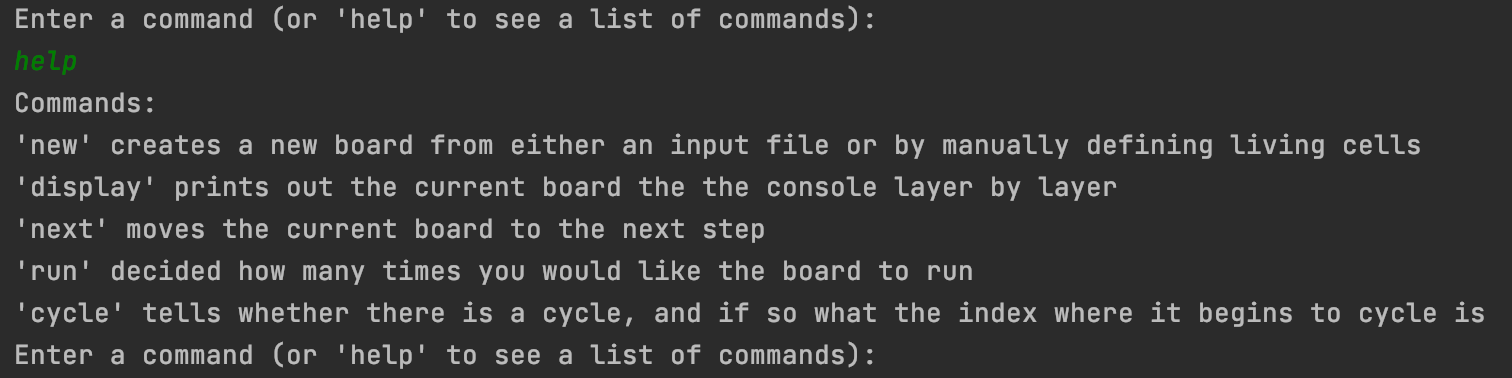 Enter a command (or 'help' to see a list of commands):
help
Commands:
'new' creates a new board from either an input file or by manually defining living cells
'display' prints out the current board the the console layer by layer
'next' moves the current board to the next step
'run' decided how many times you would like the board to run
'cycle' tells whether there is a cycle, and if so what the index where it begins to cycle is
Enter a command (or 'help' to see a list of commands):